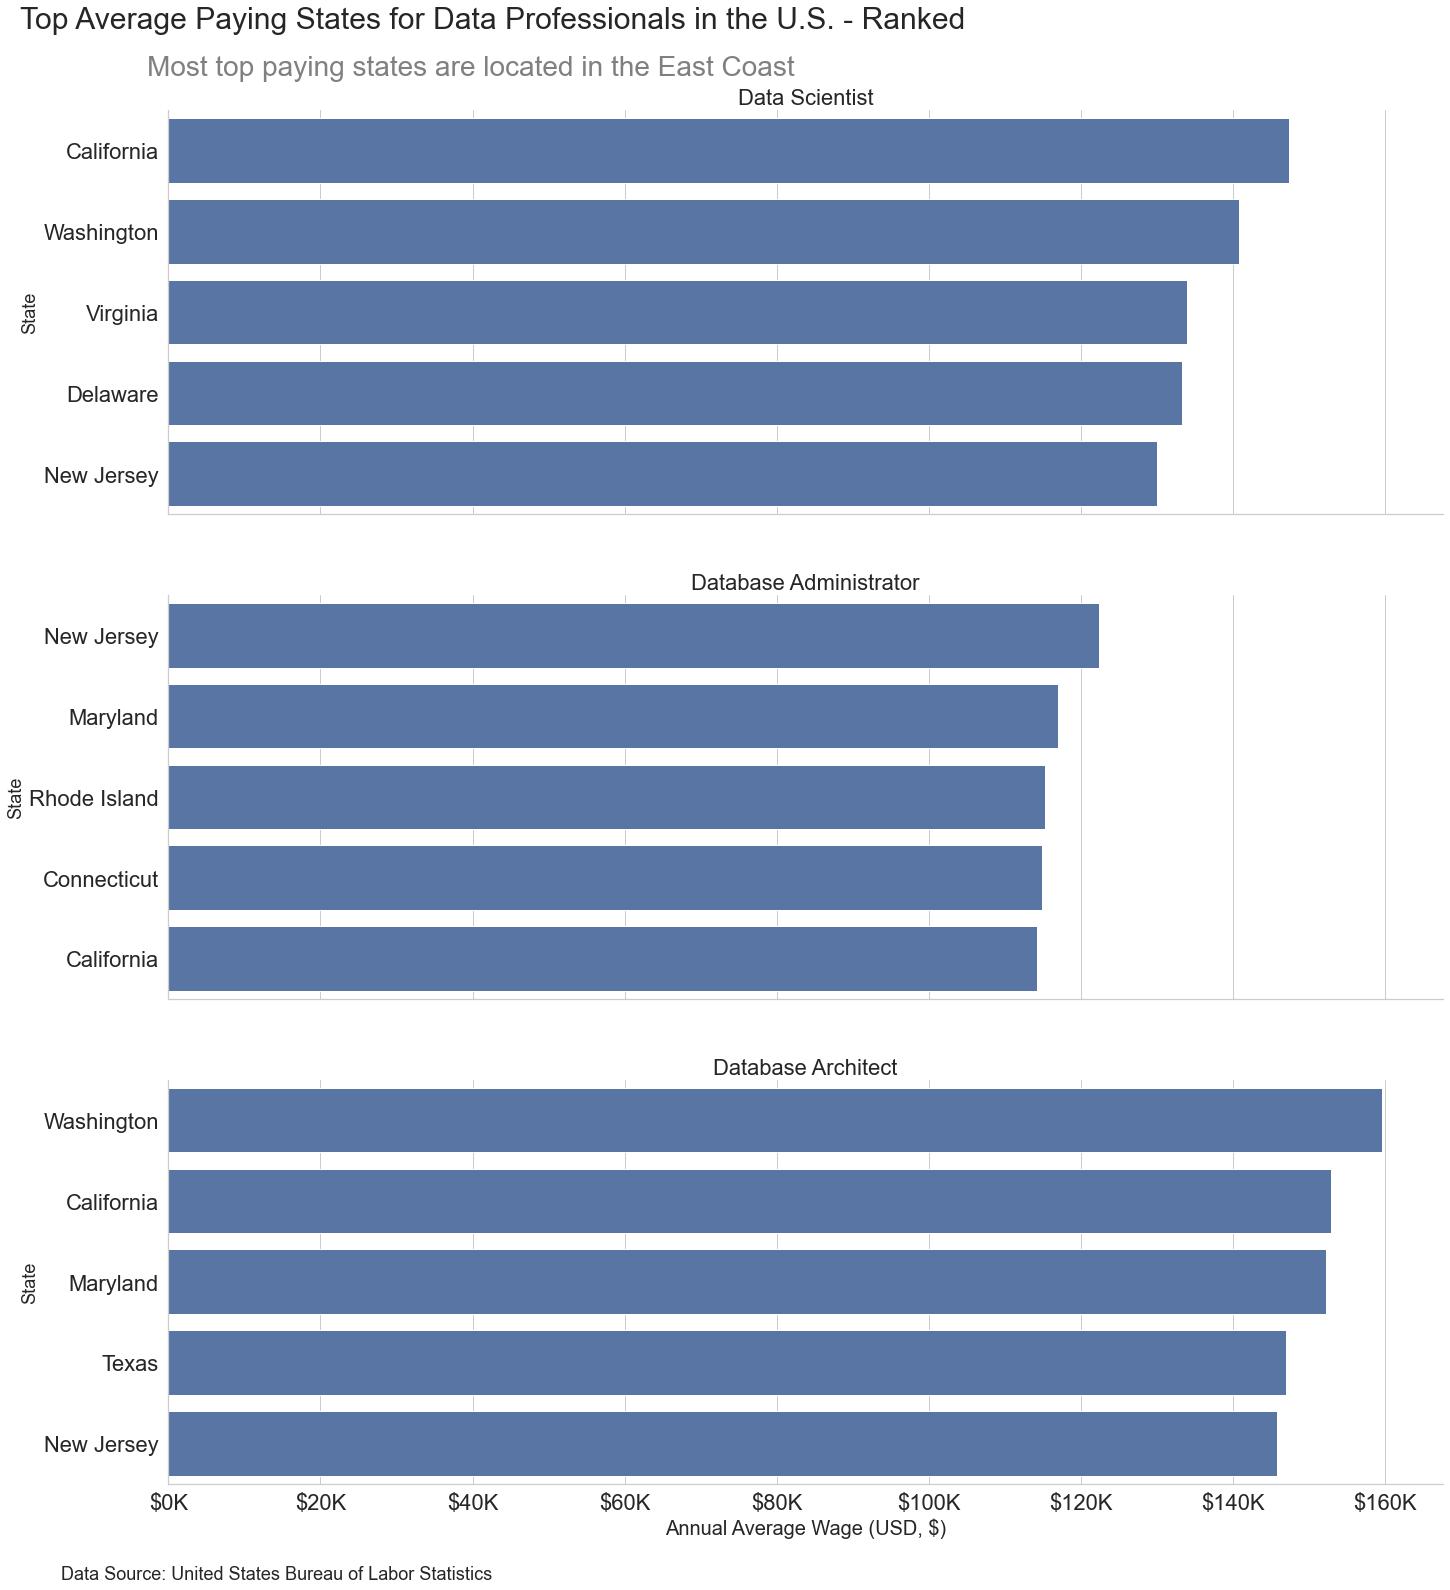 Top Average Paying States for Data Professionals in the U.S. - Ranked
Most top paying states are located in the East Coast
Data Scientist
State
California
Washington
Virginia
Delaware
New Jersey
Database Administrator
State
New Jersey
Maryland
Rhode Island
Connecticut
California
Database Architect
State
Washington
California
Maryland
Texas
New Jersey
$0K $20K $40K $60K $80K $100K $120K $140K $160K
Annual Average Wage (USD, $)
Data Source: United States Bureau of Labor Statistics